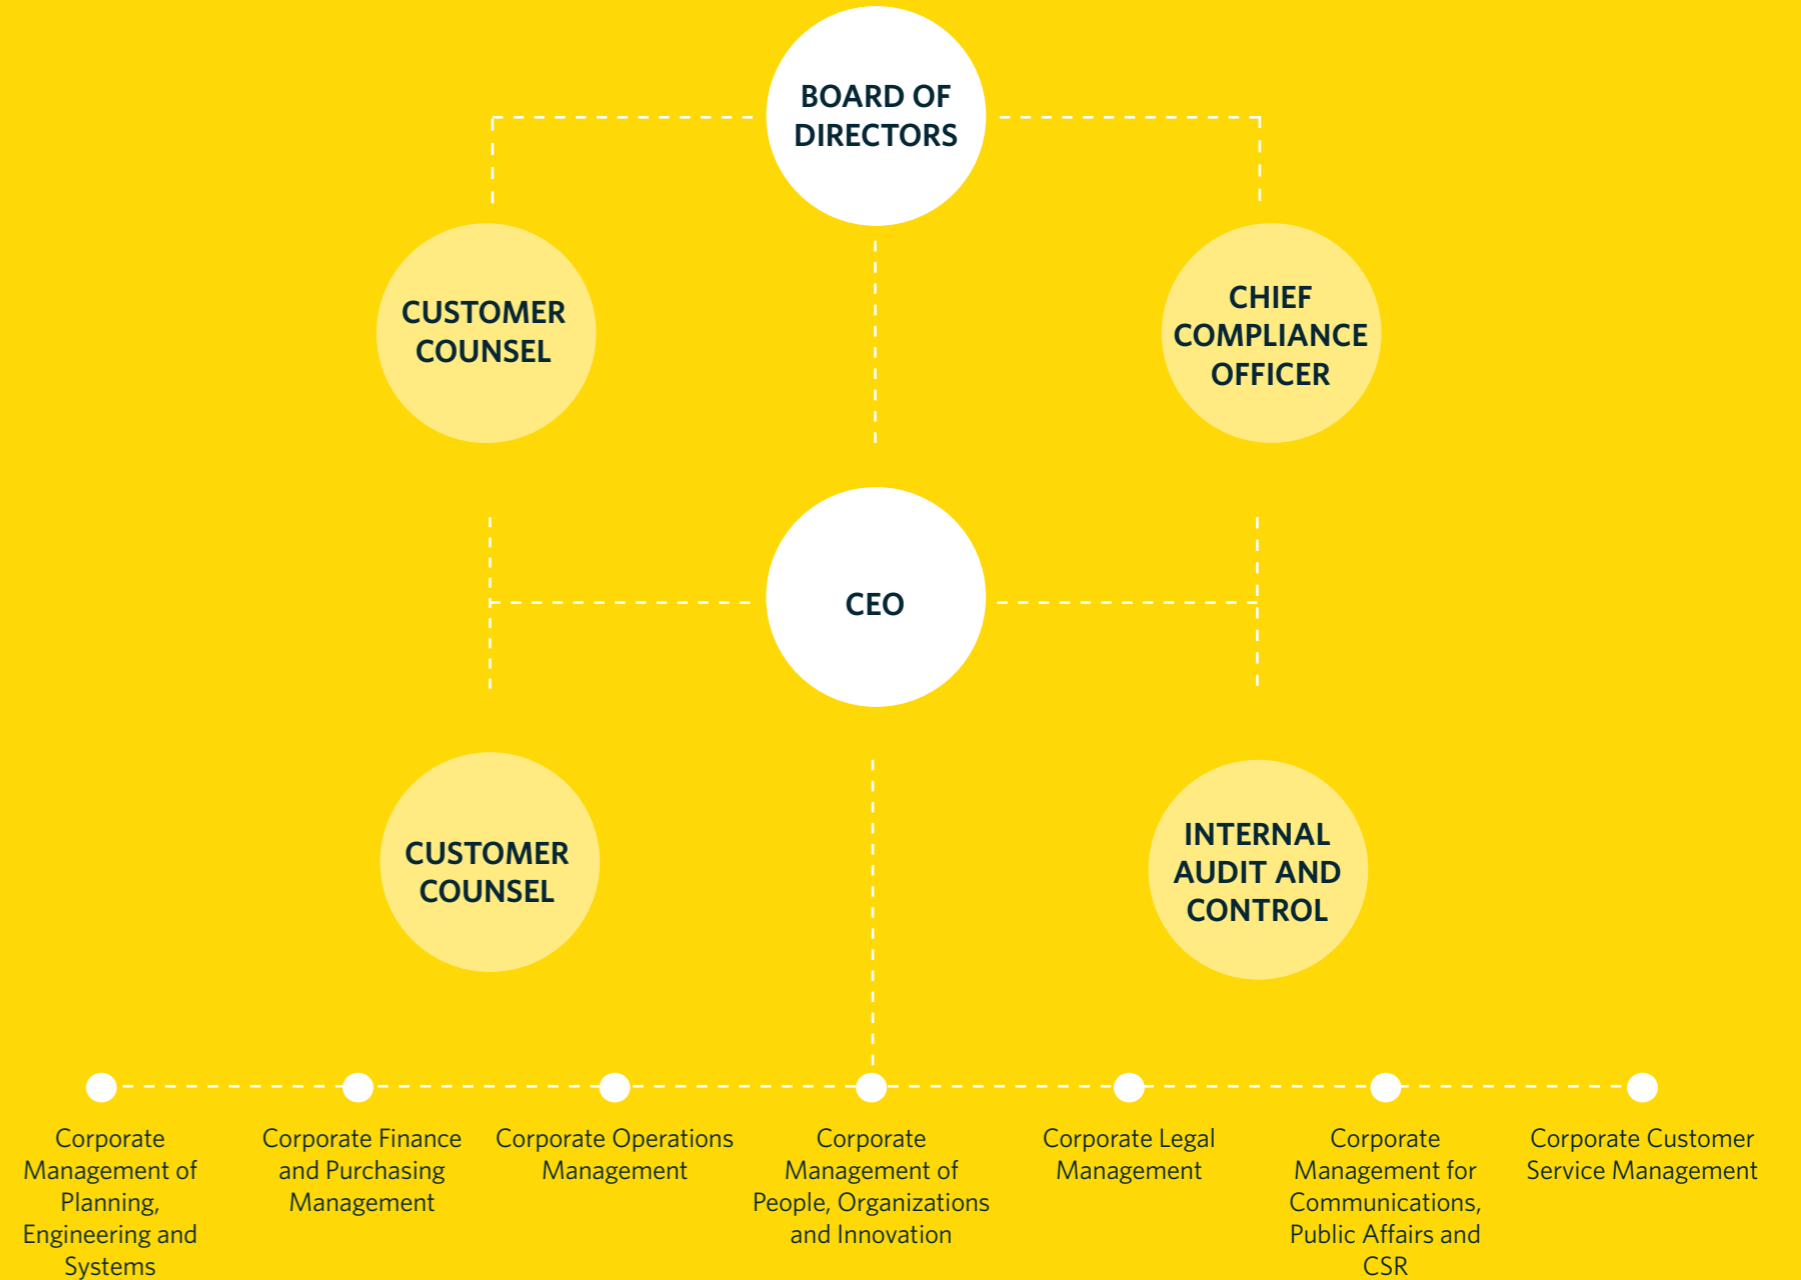 BOARD OF
DIRECTORS
CUSTOMER
COUNSEL
CHIEF
COMPLIANCE
OFFICER
CEO
CUSTOMER
COUNSEL
INTERNAL
AUDIT AND
CONTROL
Corporate
Management of
Planning,
Engineering and
Systems
Corporate Finance
and Purchasing
Management
Corporate Operations
Management
Corporate
Management of
People, Organizations
and Innovation
Corporate Legal
Management
Corporate
Management for
Communications,
Public Affairs and
CSR
Corporate Customer
Service Management